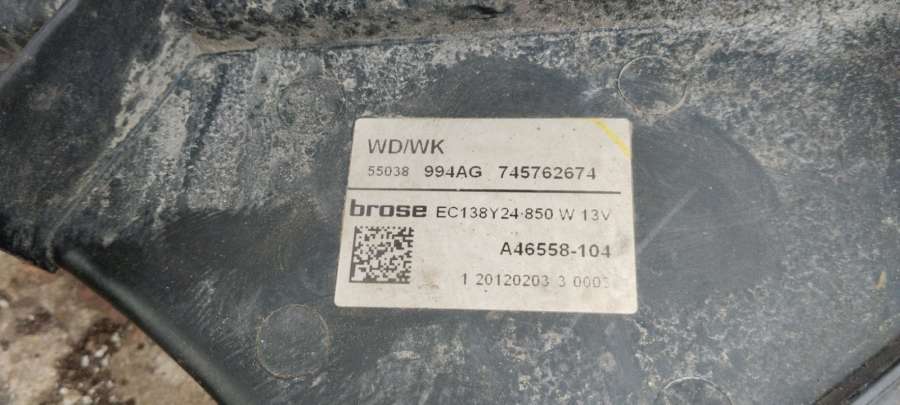 WD/WK
55038 994AG 745762674
brose EC138Y24·850 W 13V
A46558-104
1 20120203 3 0003